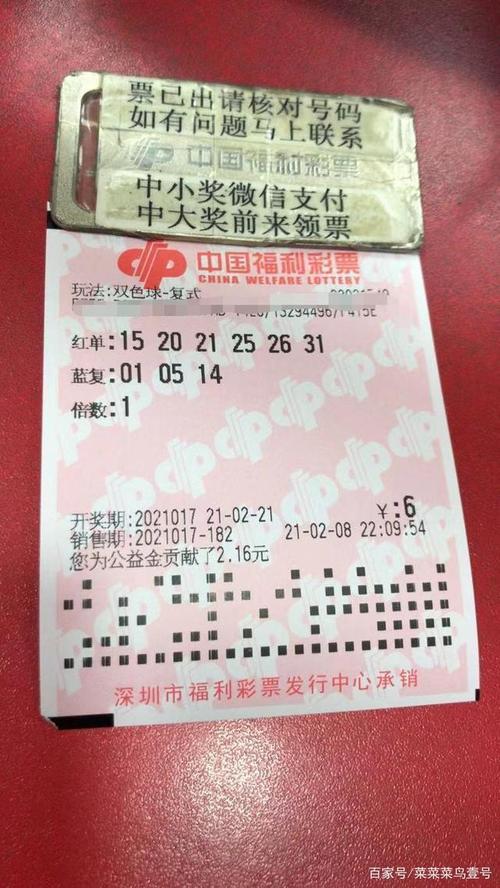 票已出请核对号码
如有问题马上联系
中国福利彩票
中小奖微信支付
中大奖前来领票
中国福利彩票
CHINA WELFARE LOTTERY
玩法:双色球-复式
13294496/
红单:15 20 21 25 26 31
蓝复:01 05 14
倍数:1
开奖期:2021017 21-02-21 ¥:6
销售期:2021017-182 21-02-08 22:09:54
您为公益金贡献了2.16元
深圳市福利彩票发行中心承销
百家号/菜菜菜鸟壹号